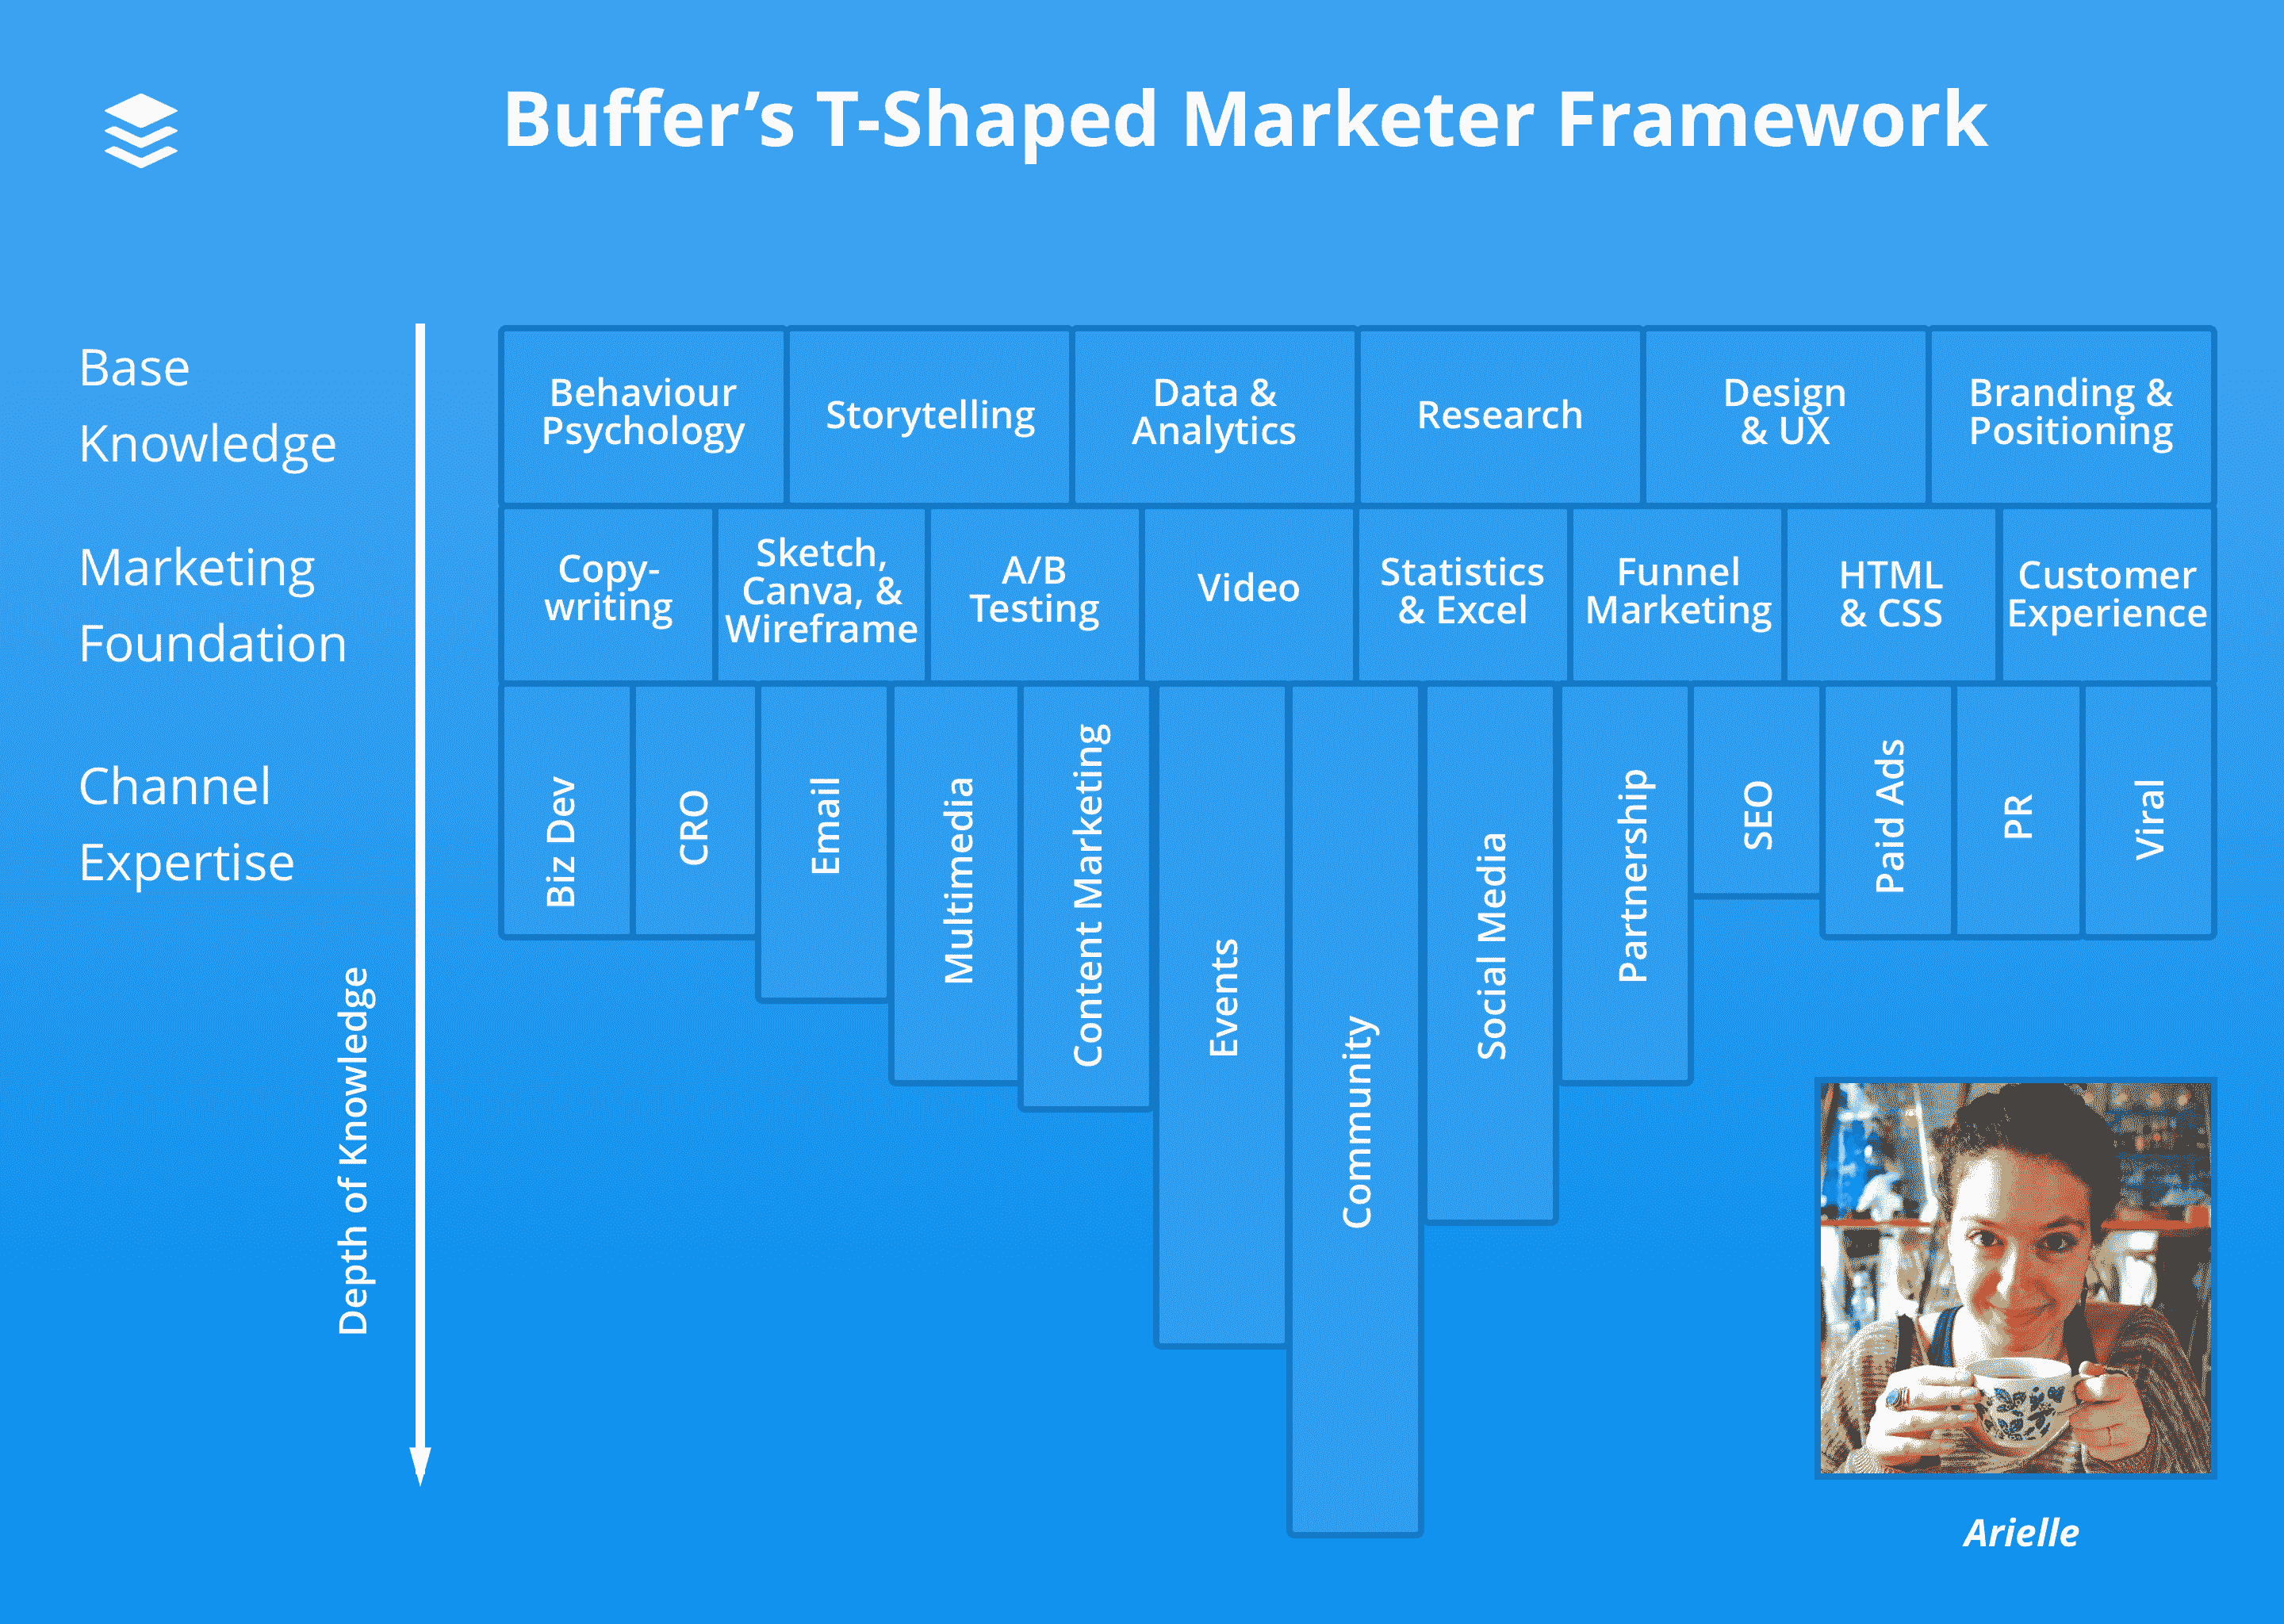 Buffer’s T-Shaped Marketer Framework
Base
Knowledge
Behaviour
Psychology
Storytelling
Data &
Analytics
Research
Design
& UX
Branding &
Positioning
Marketing
Foundation
Copy-
writing
Sketch,
Canva, &
Wireframe
A/B
Testing
Video
Statistics
& Excel
Funnel
Marketing
HTML
& CSS
Customer
Experience
Channel
Expertise
Biz Dev
CRO
Email
Multimedia
Content Marketing
Events
Community
Social Media
Partnership
SEO
Paid Ads
PR
Viral
Depth of Knowledge
Arielle